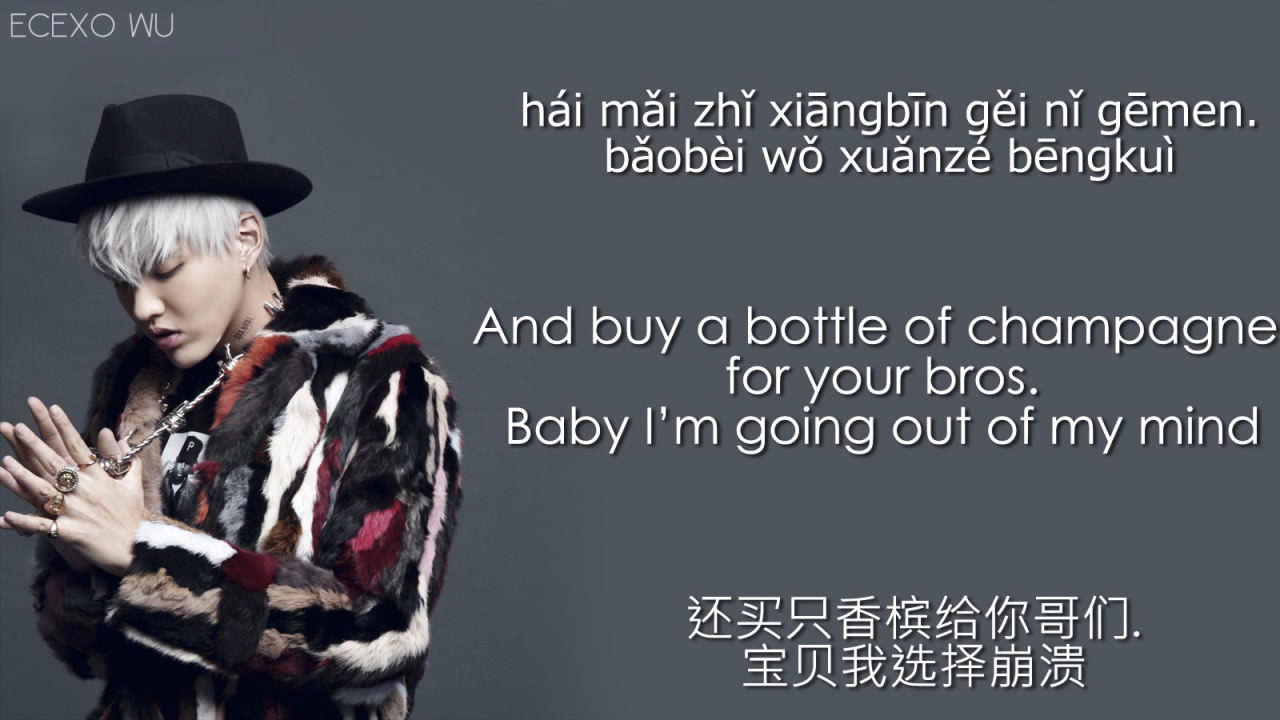 ECEXO WU
hái mǎi zhǐ xiāngbīn gěi nǐ gēmen.
bǎobèi wǒ xuǎnzé bēngkuì
And buy a bottle of champagne
for your bros.
Baby I’m going out of my mind
还买只香槟给你哥们.
宝贝我选择崩溃